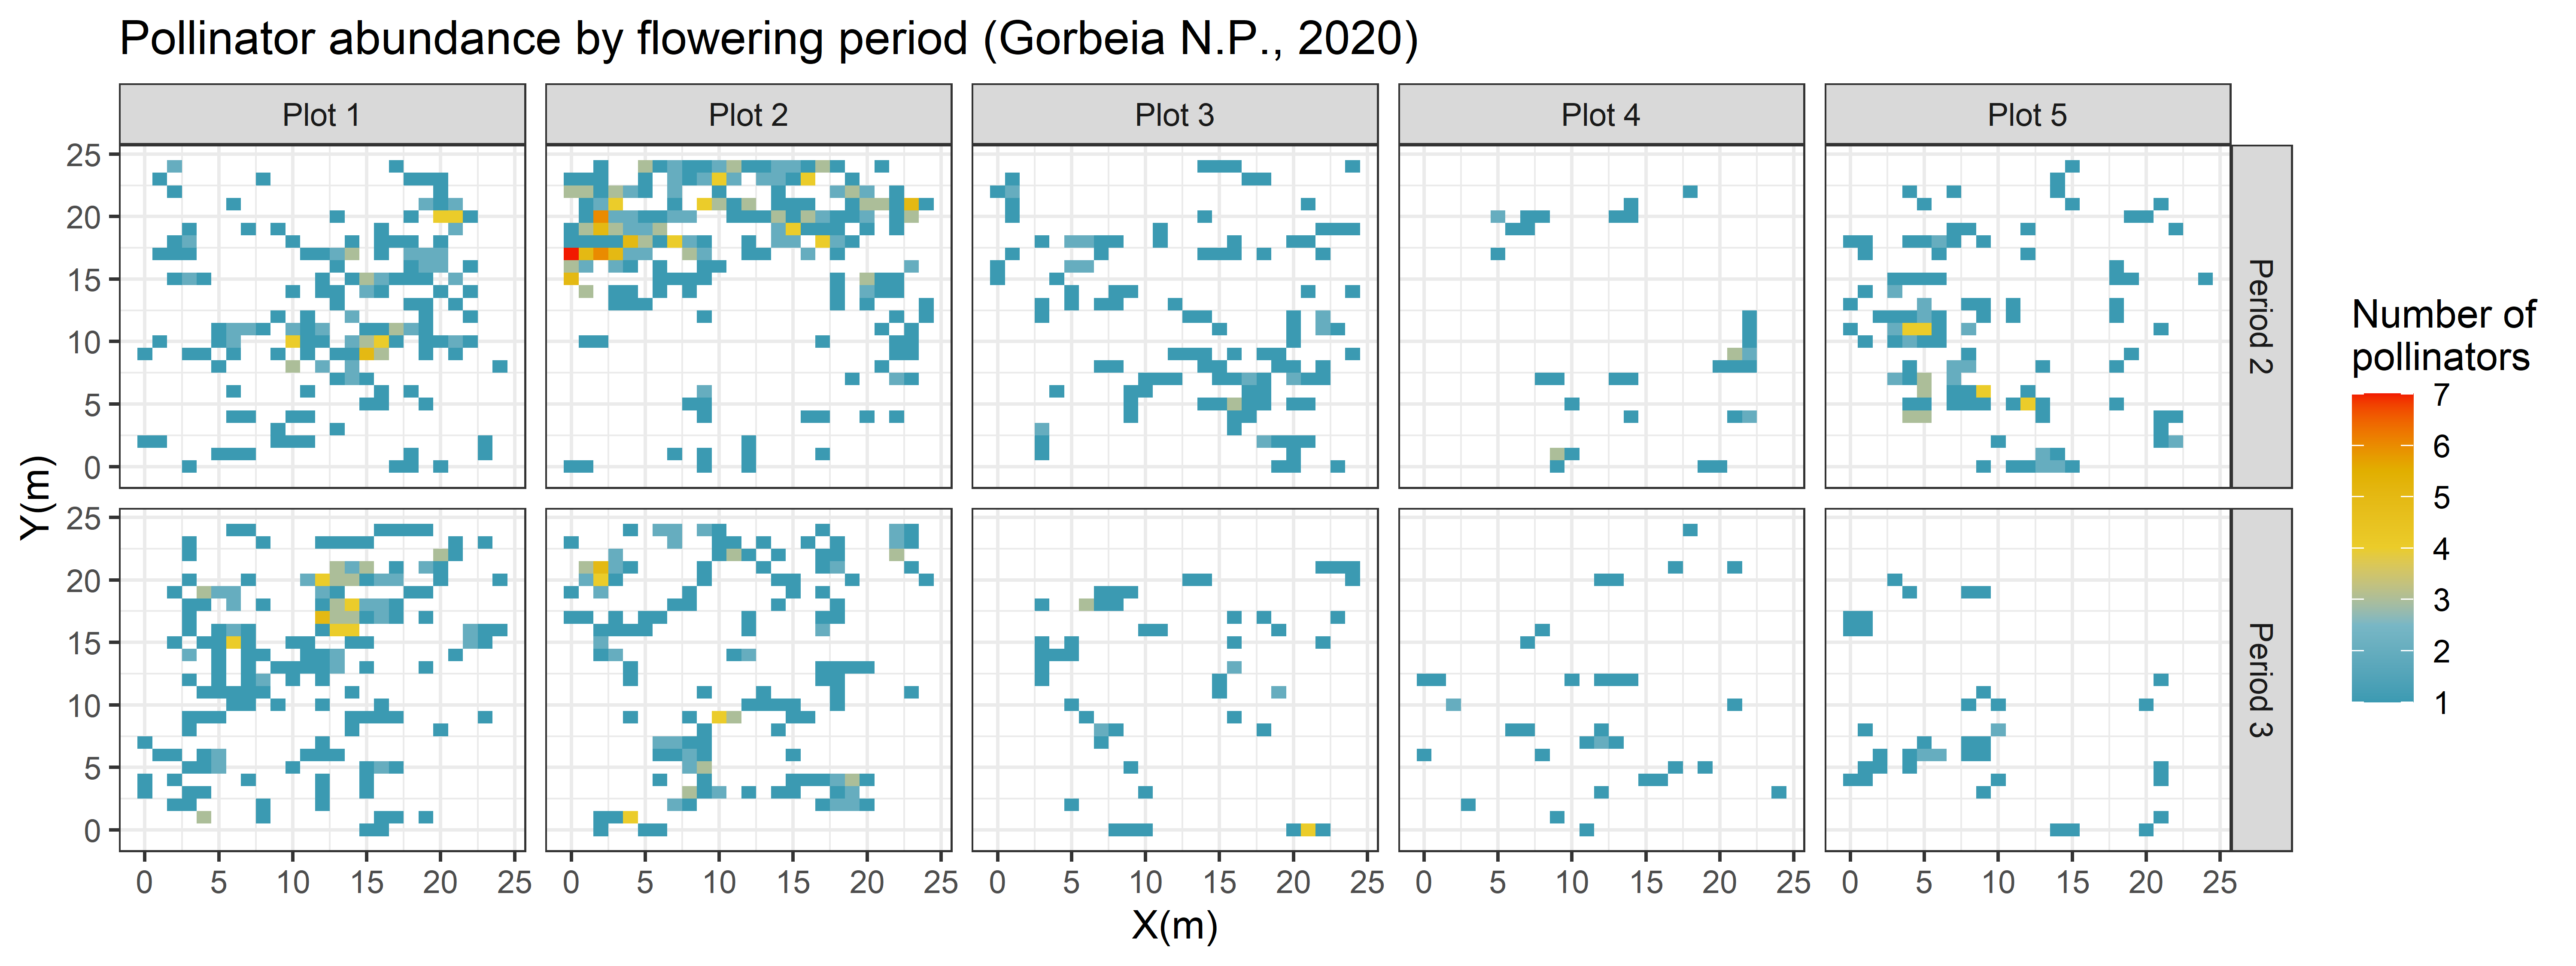 Pollinator abundance by flowering period (Gorbeia N.P., 2020)
Plot 1 Plot 2 Plot 3 Plot 4 Plot 5
25
20
15
10
5
0
Period 2
Y(m)
25
20
15
10
5
0
Period 3
0 5 10 15 20 25 0 5 10 15 20 25 0 5 10 15 20 25 0 5 10 15 20 25 0 5 10 15 20 25
X(m)
Number of
pollinators
7
6
5
4
3
2
1